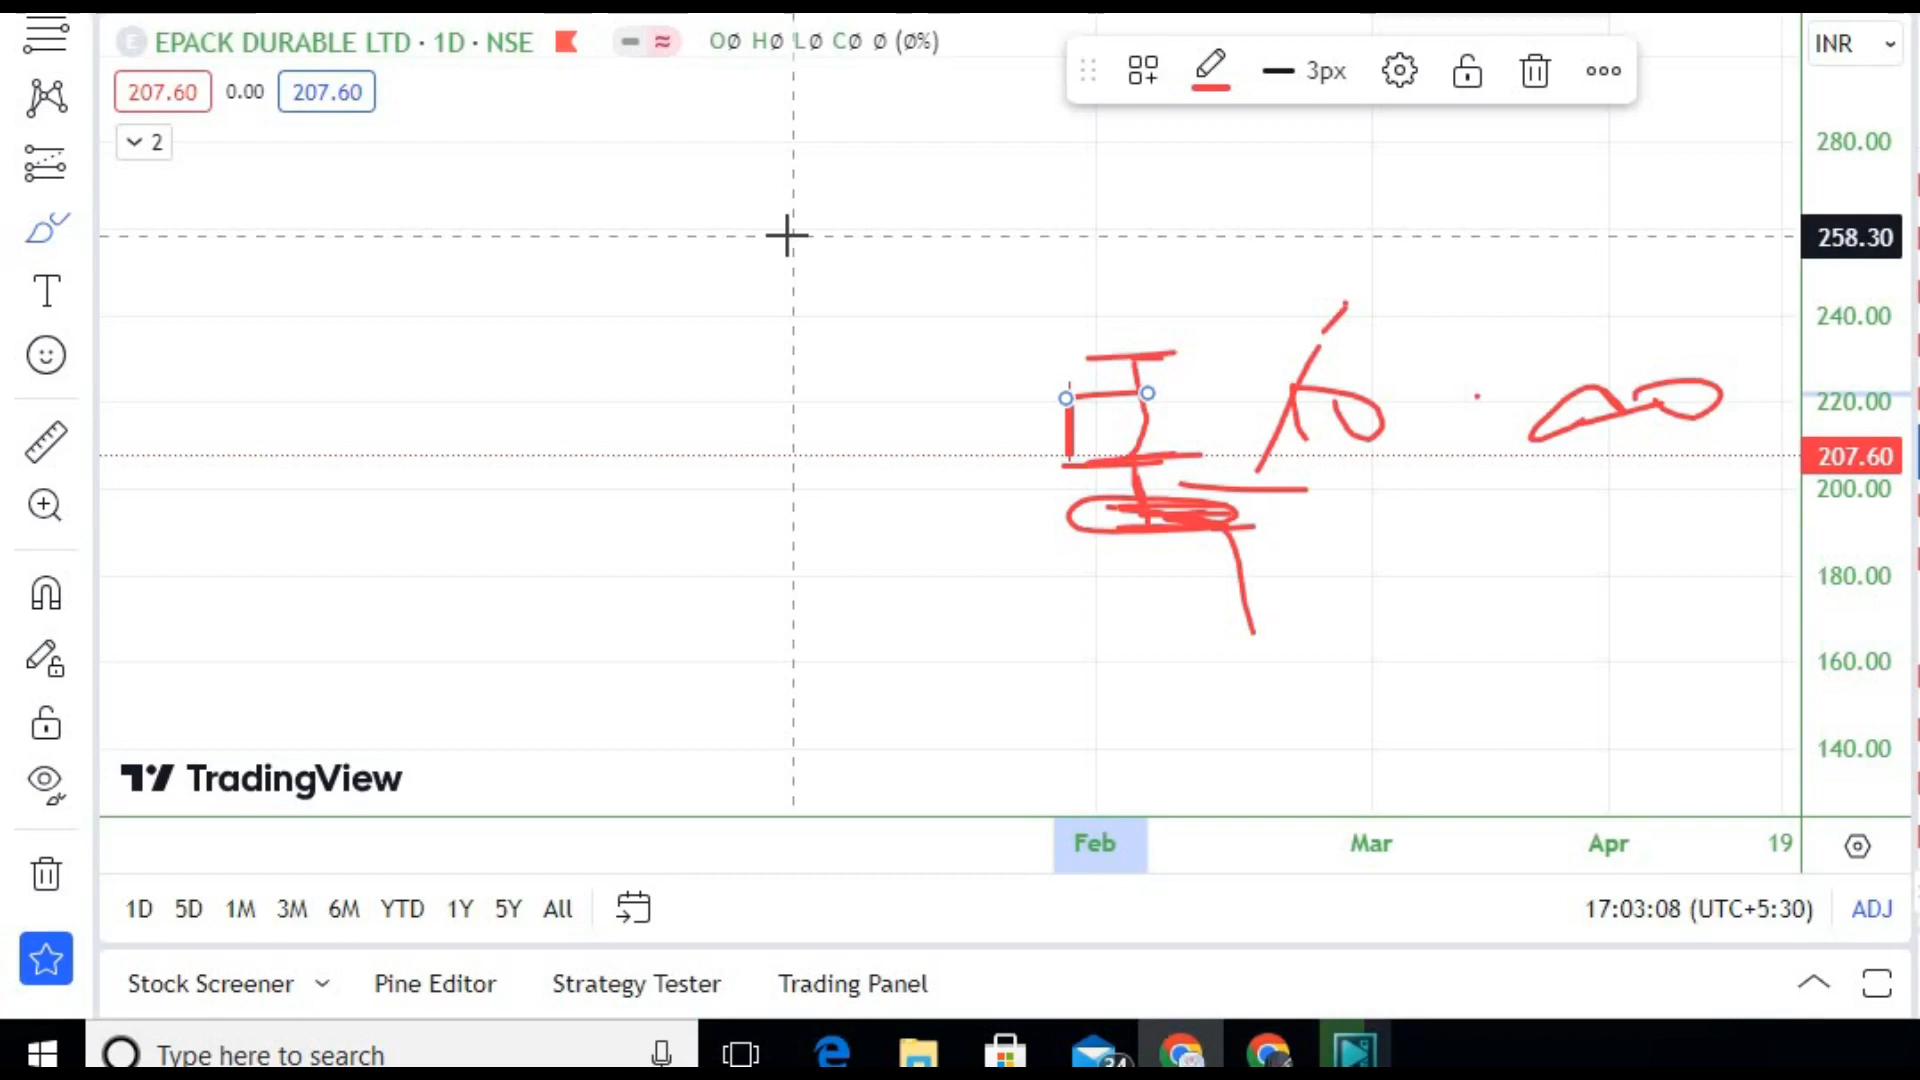 EPACK DURABLE LTD · 1D · NSE
O∅ H∅ L∅ C∅ ∅ (0%)
INR
3px
207.60 0.00 207.60
2
280.00
258.30
240.00
220.00
207.60
200.00
180.00
160.00
140.00
TradingView
Feb Mar Apr 19
1D 5D 1M 3M 6M YTD 1Y 5Y All
17:03:08 (UTC+5:30) ADJ
Stock Screener Pine Editor Strategy Tester Trading Panel
Type here to search